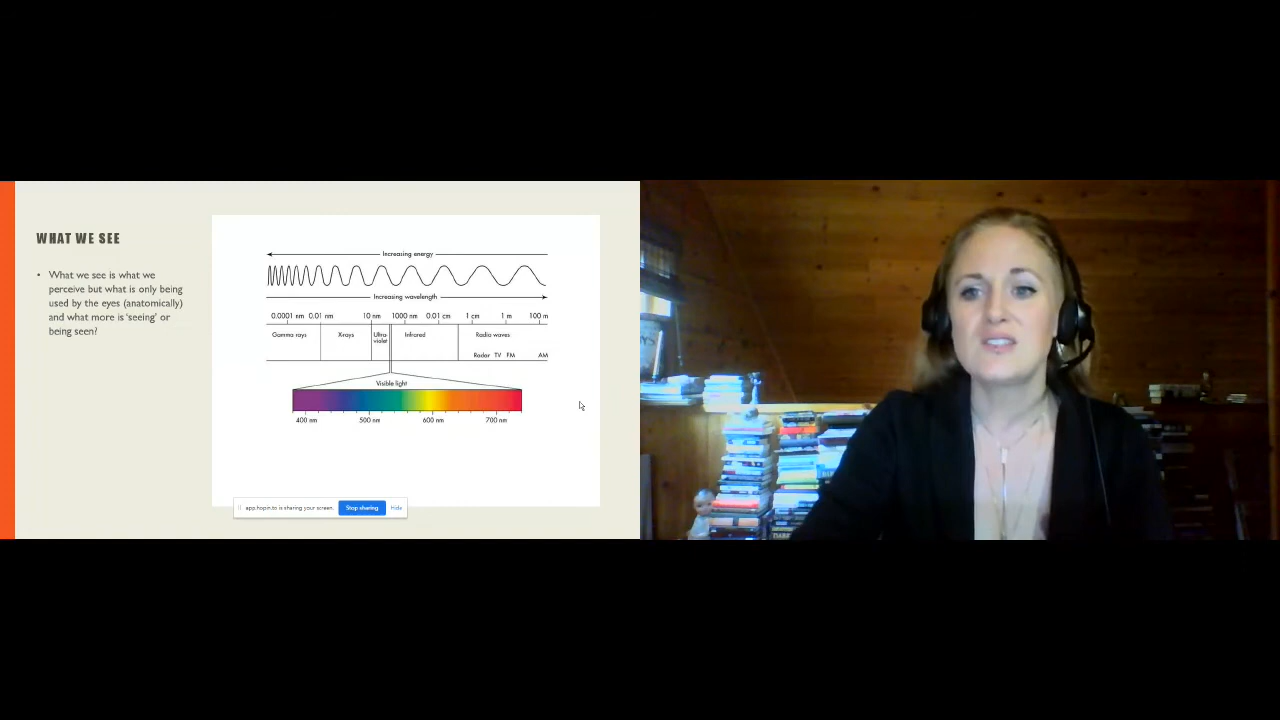 WHAT WE SEE
• What we see is what we
perceive but what is only being
used by the eyes (anatomically)
and what more is 'seeing' or
being seen?
Increasing energy
Increasing wavelength
0.0001 nm 0.01 nm 10 nm 1000 nm 0.01 cm 1 cm 1 m 100 m
Gamma rays X-rays Ultra- Infrared Radio waves
violet
Radar TV FM AM
Visible light
400 nm 500 nm 600 nm 700 nm
app.hopin.to is sharing your screen. Stop sharing Hide